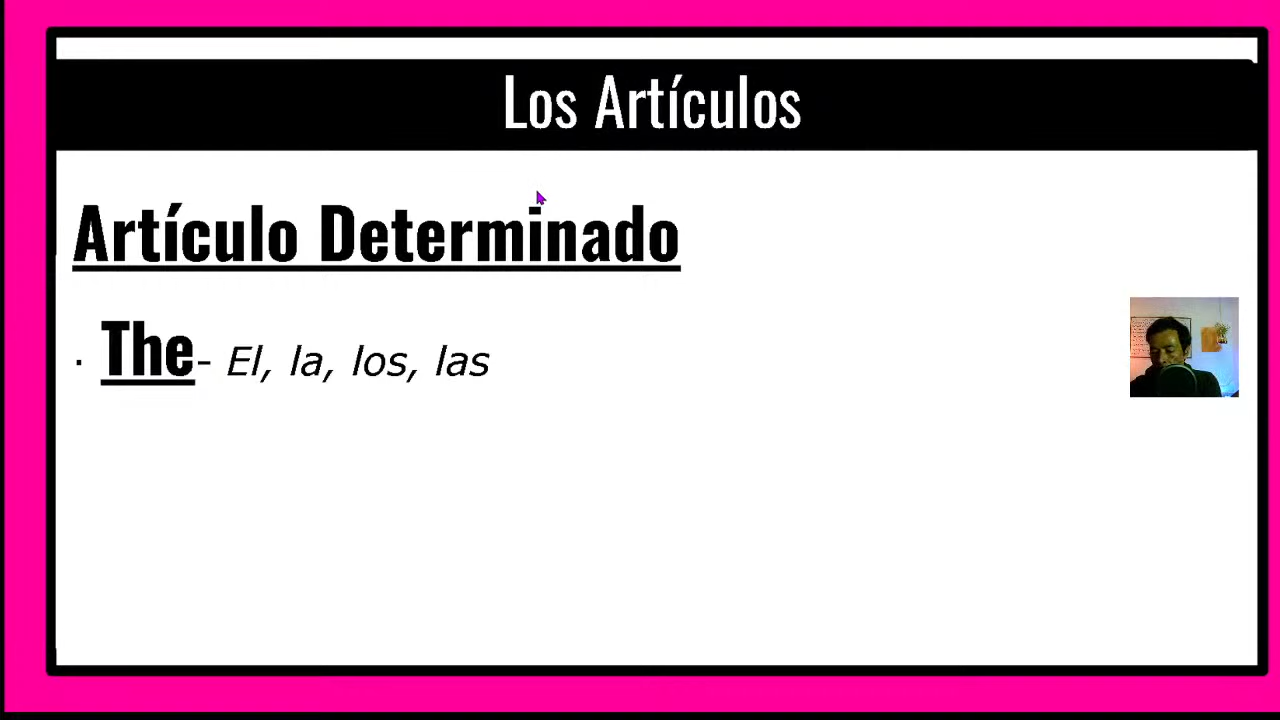 Los Artículos
Artículo Determinado
· The- El, la, los, las